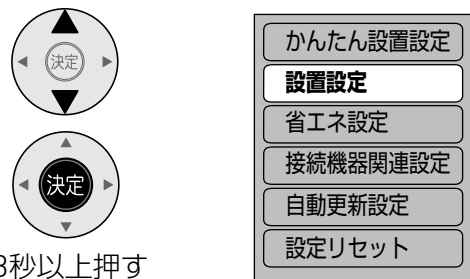 決定
決定
3秒以上押す
かんたん設置設定
設置設定
省エネ設定
接続機器関連設定
自動更新設定
設定リセット